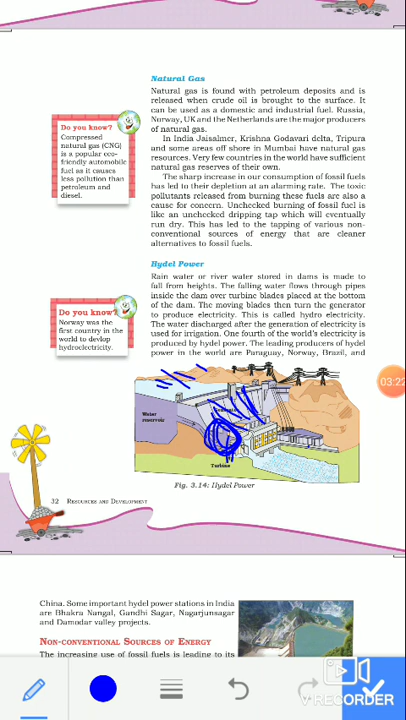 Natural Gas
Natural gas is found with petroleum deposits and is
released when crude oil is brought to the surface. It
can be used as a domestic and industrial fuel. Russia,
Norway, UK and the Netherlands are the major producers
of natural gas.
In India Jaisalmer, Krishna Godavari delta, Tripura
and some areas off shore in Mumbai have natural gas
resources. Very few countries in the world have sufficient
natural gas reserves of their own.
The sharp increase in our consumption of fossil fuels
has led to their depletion at an alarming rate. The toxic
pollutants released from burning these fuels are also a
cause for concern. Unchecked burning of fossil fuel is
like an unchecked dripping tap which will eventually
run dry. This has led to the tapping of various non-
conventional sources of energy that are cleaner
alternatives to fossil fuels.
Do you know?
Compressed
natural gas (CNG)
is a popular eco-
friendly automobile
fuel as it causes
less pollution than
petroleum and
diesel.
Hydel Power
Rain water or river water stored in dams is made to
fall from heights. The falling water flows through pipes
inside the dam over turbine blades placed at the bottom
of the dam. The moving blades then turn the generator
to produce electricity. This is called hydro electricity.
The water discharged after the generation of electricity is
used for irrigation. One fourth of the world's electricity is
produced by hydel power. The leading producers of hydel
power in the world are Paraguay, Norway, Brazil, and
Do you know?
Norway was the
first country in the
world to devlop
hydroelectricity.
03:22
Water
reservoir
Turbine
Fig. 3.14: Hydel Power
32 RESOURCES AND DEVELOPMENT
China. Some important hydel power stations in India
are Bhakra Nangal, Gandhi Sagar, Nagarjunsagar
and Damodar valley projects.
NON-CONVENTIONAL SOURCES OF ENERGY
The increasing use of fossil fuels is leading to its
V RECORDER